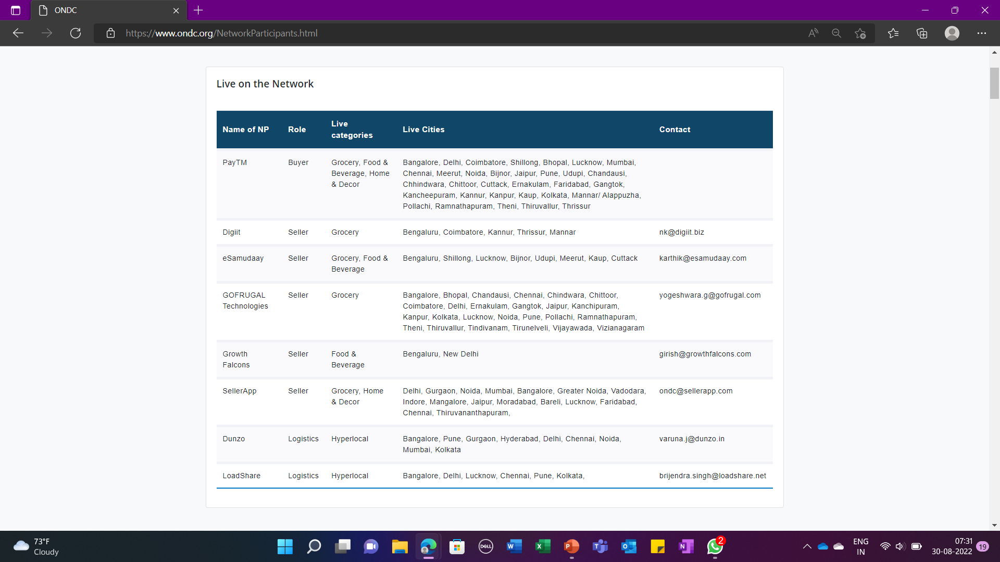 ONDC
https://www.ondc.org/NetworkParticipants.html
Live on the Network
Name of NP
Role
Live
categories
Live Cities
Contact
PayTM
Buyer
Grocery, Food &
Beverage, Home
& Decor
Bangalore, Delhi, Coimbatore, Shillong, Bhopal, Lucknow, Mumbai,
Chennai, Meerut, Noida, Bijnor, Jaipur, Pune, Udupi, Chandausi,
Chhindwara, Chittoor, Cuttack, Ernakulam, Faridabad, Gangtok,
Kancheepuram, Kannur, Kanpur, Kaup, Kolkata, Mannar/ Alappuzha,
Pollachi, Ramnathapuram, Theni, Thiruvallur, Thrissur
Digiit
Seller
Grocery
Bengaluru, Coimbatore, Kannur, Thrissur, Mannar
nk@digiit.biz
eSamudaay
Seller
Grocery, Food &
Beverage
Bengaluru, Shillong, Lucknow, Bijnor, Udupi, Meerut, Kaup, Cuttack
karthik@esamudaay.com
GOFRUGAL
Technologies
Seller
Grocery
Bangalore, Bhopal, Chandausi, Chennai, Chindwara, Chittoor,
Coimbatore, Delhi, Ernakulam, Gangtok, Jaipur, Kanchipuram,
Kanpur, Kolkata, Lucknow, Noida, Pune, Pollachi, Ramnathapuram,
Theni, Thiruvallur, Tindivanam, Tirunelveli, Vijayawada, Vizianagaram
yogeshwara.g@gofrugal.com
Growth
Falcons
Seller
Food &
Beverage
Bengaluru, New Delhi
girish@growthfalcons.com
SellerApp
Seller
Grocery, Home
& Decor
Delhi, Gurgaon, Noida, Mumbai, Bangalore, Greater Noida, Vadodara,
Indore, Mangalore, Jaipur, Moradabad, Bareli, Lucknow, Faridabad,
Chennai, Thiruvananthapuram,
ondc@sellerapp.com
Dunzo
Logistics
Hyperlocal
Bangalore, Pune, Gurgaon, Hyderabad, Delhi, Chennai, Noida,
Mumbai, Kolkata
varuna.j@dunzo.in
LoadShare
Logistics
Hyperlocal
Bangalore, Delhi, Lucknow, Chennai, Pune, Kolkata,
brijendra.singh@loadshare.net
73°F
Cloudy
DELL
2
ENG
IN
07:31
30-08-2022
19